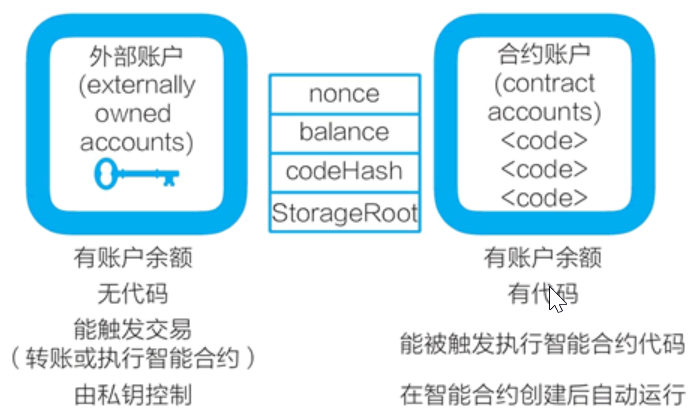 外部账户
(externally
owned
accounts)
nonce
balance
codeHash
StorageRoot
合约账户
(contract
accounts)
<code>
<code>
<code>
有账户余额
无代码
能触发交易
（转账或执行智能合约）
由私钥控制
有账户余额
有代码
能被触发执行智能合约代码
在智能合约创建后自动运行